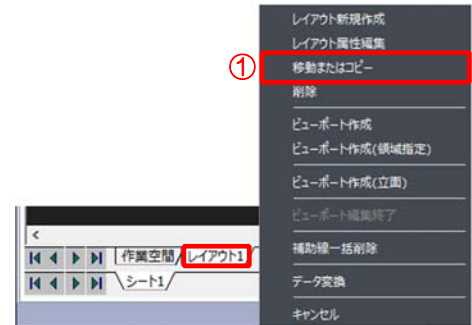 レイアウト新規作成
レイアウト属性編集
① 移動またはコピー
削除
ビューポート作成
ビューポート作成(領域指定)
ビューポート作成(立面)
ビューポート編集終了
補助線一括削除
データ変換
キャンセル
<
作業空間 レイアウト1
シート1